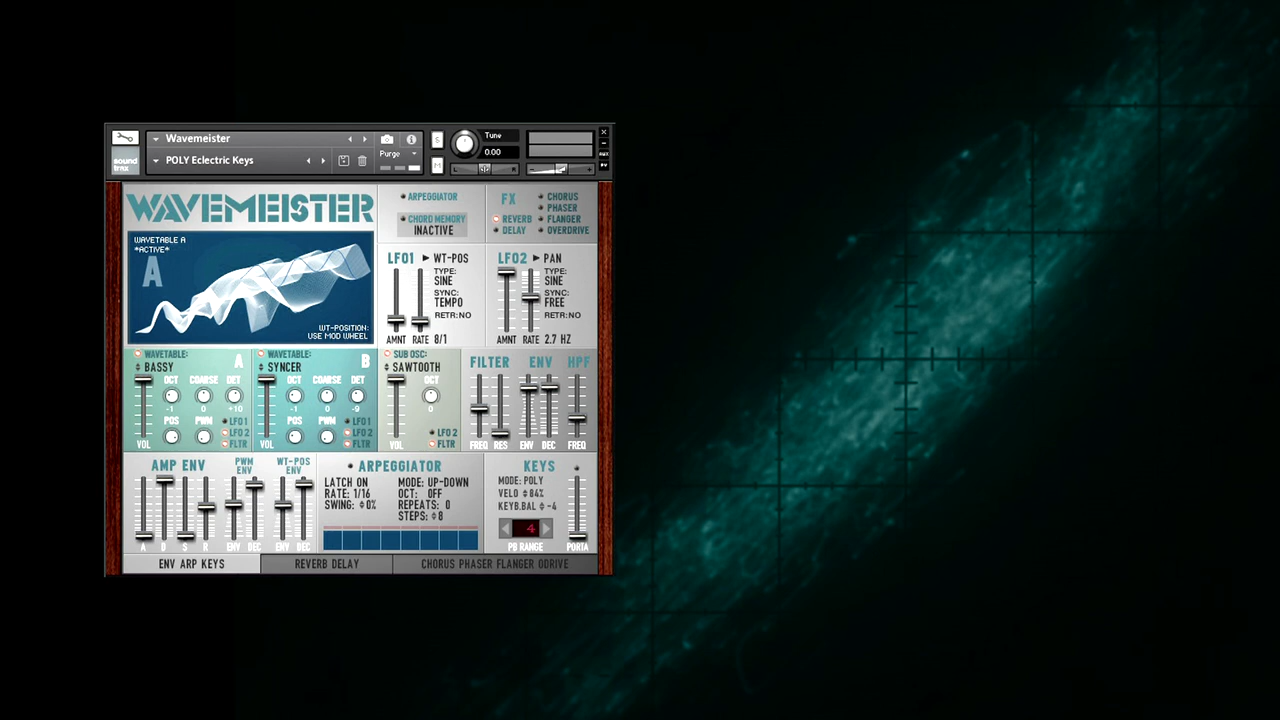 Wavemeister
Tune
S
Purge
0.00
sound
trax
POLY Eclectric Keys
M
L
R
aux
pv
WAVEMEISTER
ARPEGGIATOR
CHORD MEMORY
INACTIVE
FX
CHORUS
PHASER
REVERB
FLANGER
DELAY
OVERDRIVE
WAVETABLE A
*ACTIVE*
A
WT-POSITION:
USE MOD WHEEL
LFO1 WT-POS
TYPE:
SINE
SYNC:
TEMPO
RETR:NO
AMNT RATE 8/1
LFO2 PAN
TYPE:
SINE
SYNC:
FREE
RETR:NO
AMNT RATE 2.7 HZ
WAVETABLE: A
BASSY
OCT COARSE DET
-1 0 +10
POS PWM LFO1
LFO2
VOL FLTR
WAVETABLE: B
SYNCER
OCT COARSE DET
-1 0 -9
POS PWM LFO1
LFO2
VOL FLTR
SUB OSC:
SAWTOOTH
OCT
0
LFO2
VOL FLTR
FILTER ENV HPF
FREQ RES ENV DEC FREQ
AMP ENV
PWM
ENV
WT-POS
ENV
A D S R ENV DEC ENV DEC
ARPEGGIATOR
LATCH ON MODE: UP-DOWN
RATE: 1/16 OCT: OFF
SWING: 0% REPEATS: 0
STEPS: 8
KEYS
MODE: POLY
VELO 84%
KEYB.BAL -4
4
PB RANGE PORTA
ENV ARP KEYS REVERB DELAY CHORUS PHASER FLANGER ODRIVE